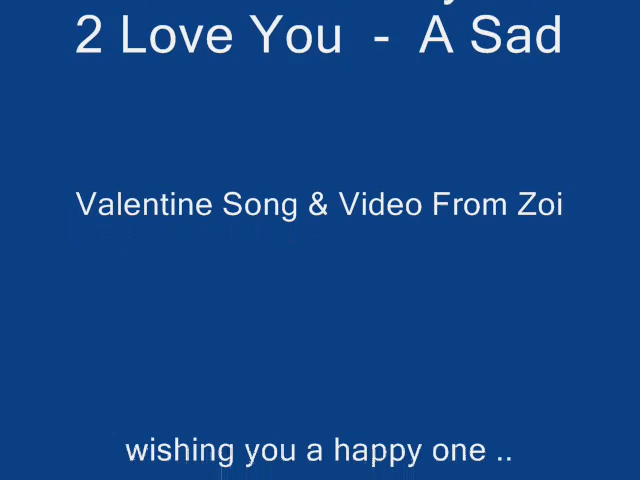 2 Love You - A Sad
Valentine Song & Video From Zoi
wishing you a happy one ..